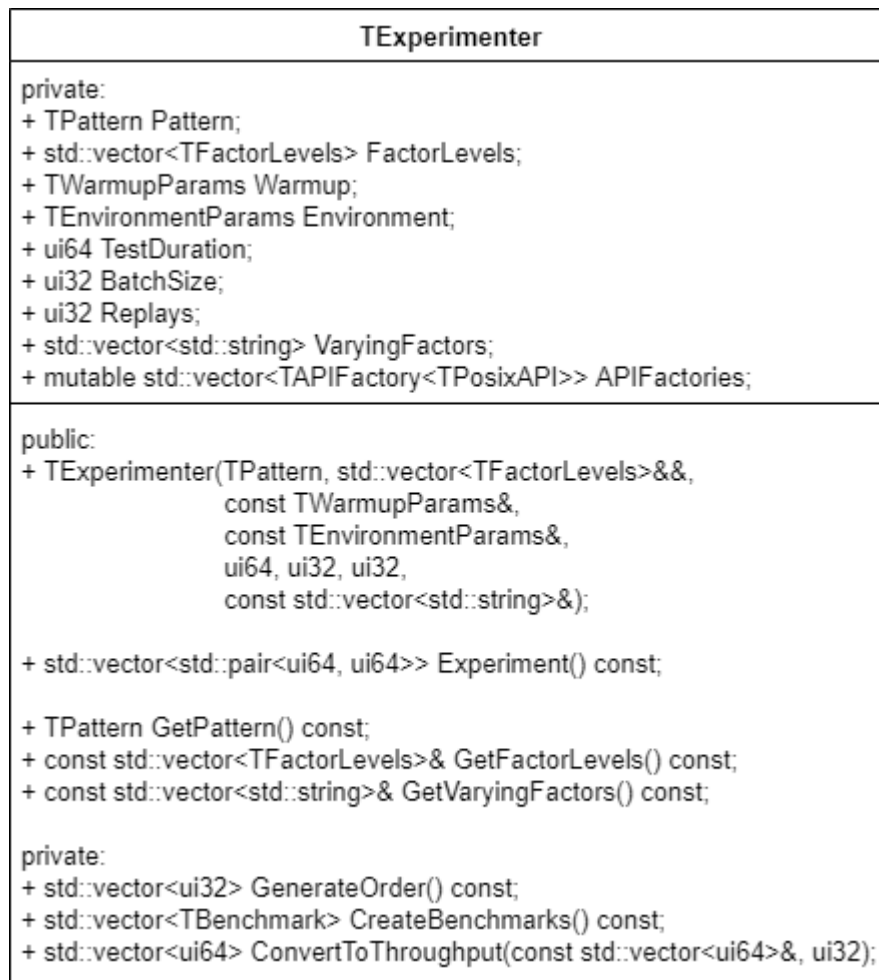 TExperimenter
private:
+ TPattern Pattern;
+ std::vector<TFactorLevels> FactorLevels;
+ TWarmupParams Warmup;
+ TEnvironmentParams Environment;
+ ui64 TestDuration;
+ ui32 BatchSize;
+ ui32 Replays;
+ std::vector<std::string> VaryingFactors;
+ mutable std::vector<TAPIFactory<TPosixAPI>> APIFactories;
public:
+ TExperimenter(TPattern, std::vector<TFactorLevels>&&,
const TWarmupParams&,
const TEnvironmentParams&,
ui64, ui32, ui32,
const std::vector<std::string>&);
+ std::vector<std::pair<ui64, ui64>> Experiment() const;
+ TPattern GetPattern() const;
+ const std::vector<TFactorLevels>& GetFactorLevels() const;
+ const std::vector<std::string>& GetVaryingFactors() const;
private:
+ std::vector<ui32> GenerateOrder() const;
+ std::vector<TBenchmark> CreateBenchmarks() const;
+ std::vector<ui64> ConvertToThroughput(const std::vector<ui64>&, ui32);